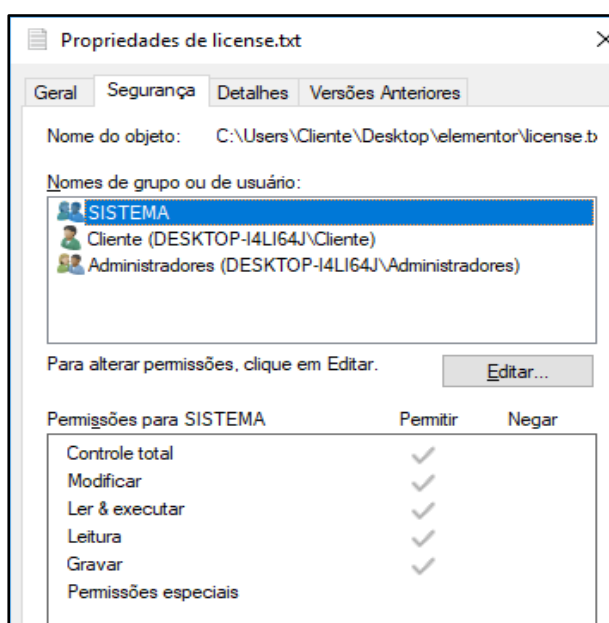 Propriedades de license.txt
Geral Segurança Detalhes Versões Anteriores
Nome do objeto: C:\Users\Cliente\Desktop\elementor\license.tx
Nomes de grupo ou de usuário:
SISTEMA
Cliente (DESKTOP-I4LI64J\Cliente)
Administradores (DESKTOP-I4LI64J\Administradores)
Para alterar permissões, clique em Editar.
Editar...
Permissões para SISTEMA Permitir Negar
Controle total
Modificar
Ler & executar
Leitura
Gravar
Permissões especiais